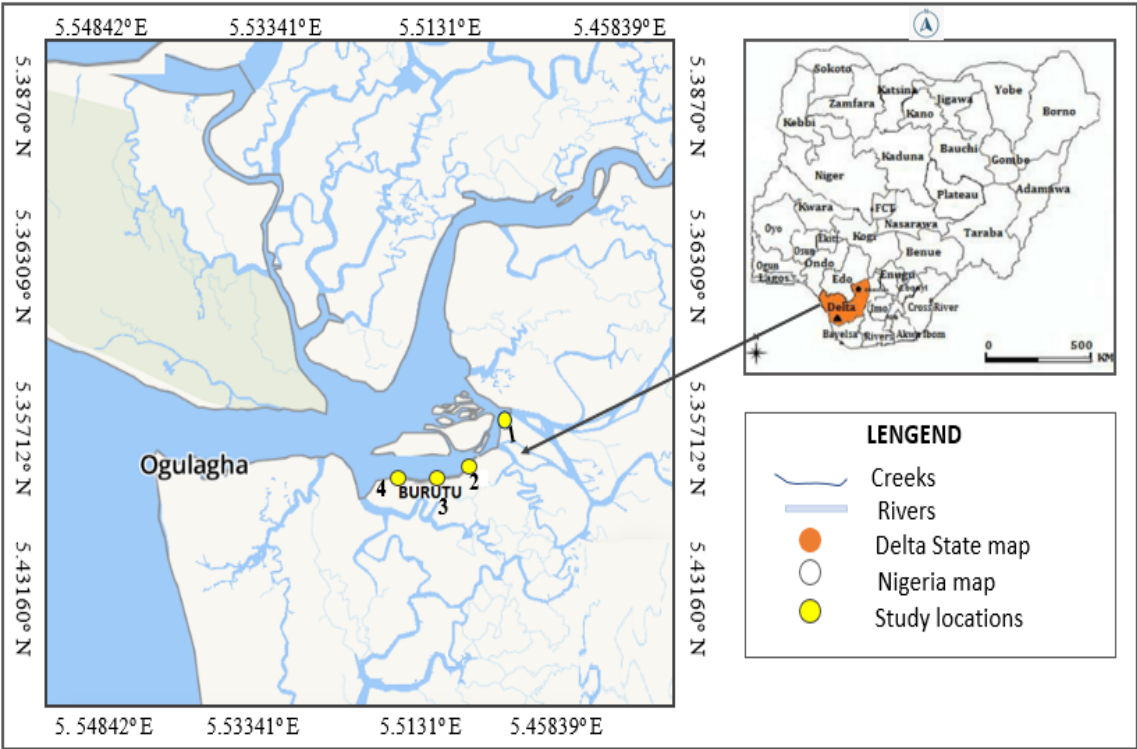 5.54842° E 5.53341° E 5.5131° E 5.45839° E
5.3870° N
5.36309° N
5.35712° N
5.43160° N
Ogulagha
1
2
3
4
BURUTU
5.3870° N
5.36309° N
5.35712° N
5.43160° N
5. 54842° E 5.53341° E 5.5131° E 5.45839° E
Sokoto
Katsina
Yobe
Zamfara
Jigawa
Kano
Borno
Kebbi
Bauchi
Gombe
Kaduna
Niger
Adamawa
Plateau
Kwara
FCT
Nasarawa
Oyo
Ekiti
Kogi
Taraba
Osun
Benue
Ondo
Ogun
Lagos
Edo
Enugu
Delta
Imo
Cross River
Bayelsa
Rivers
Akwa Ibom
0 500
KM
LENGEND
Creeks
Rivers
Delta State map
Nigeria map
Study locations